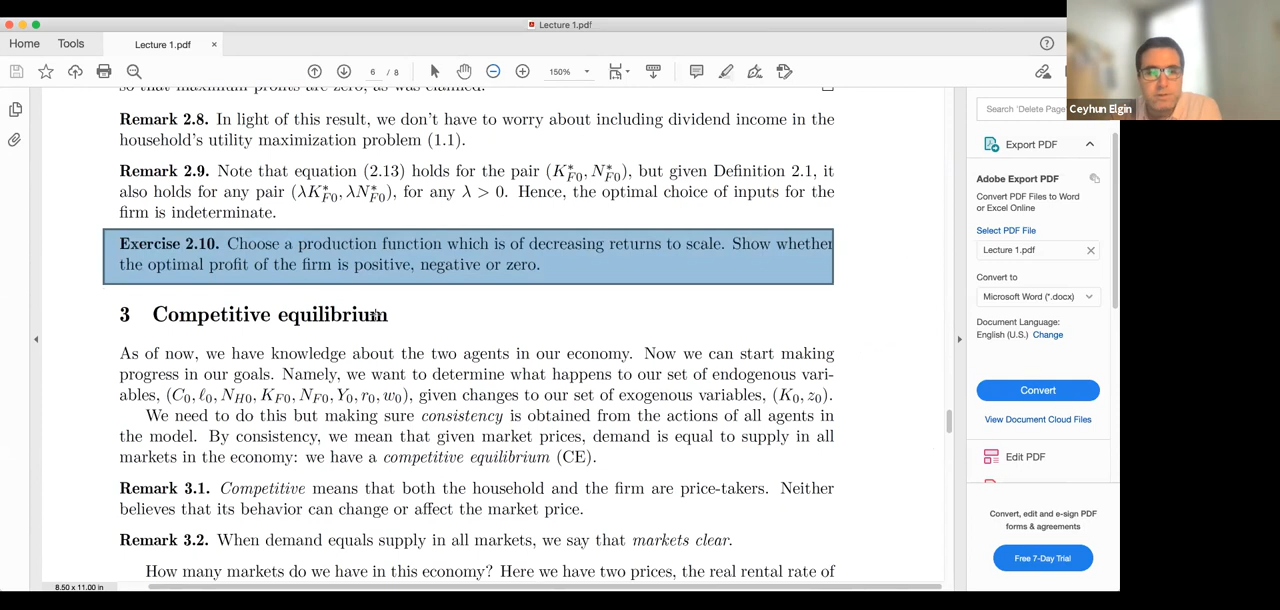 Lecture 1.pdf
Home Tools Lecture 1.pdf ×
6 / 8 150%
so that maximum profits are zero, as was claimed.
Remark 2.8. In light of this result, we don't have to worry about including dividend income in the
household's utility maximization problem (1.1).
Remark 2.9. Note that equation (2.13) holds for the pair (K*F0, N*F0), but given Definition 2.1, it
also holds for any pair (λK*F0, λN*F0), for any λ > 0. Hence, the optimal choice of inputs for the
firm is indeterminate.
Exercise 2.10. Choose a production function which is of decreasing returns to scale. Show whether
the optimal profit of the firm is positive, negative or zero.
3 Competitive equilibrium
As of now, we have knowledge about the two agents in our economy. Now we can start making
progress in our goals. Namely, we want to determine what happens to our set of endogenous vari-
ables, (C0, ℓ0, NH0, KF0, NF0, Y0, r0, w0), given changes to our set of exogenous variables, (K0, z0).
We need to do this but making sure consistency is obtained from the actions of all agents in
the model. By consistency, we mean that given market prices, demand is equal to supply in all
markets in the economy: we have a competitive equilibrium (CE).
Remark 3.1. Competitive means that both the household and the firm are price-takers. Neither
believes that its behavior can change or affect the market price.
Remark 3.2. When demand equals supply in all markets, we say that markets clear.
How many markets do we have in this economy? Here we have two prices, the real rental rate of
8.50 x 11.00 in
Ceyhun Elgin
Search 'Delete Page
Export PDF
Adobe Export PDF
Convert PDF Files to Word
or Excel Online
Select PDF File
Lecture 1.pdf
Convert to
Microsoft Word (*.docx)
Document Language:
English (U.S.) Change
Convert
View Document Cloud Files
Edit PDF
Convert, edit and e-sign PDF
forms & agreements
Free 7-Day Trial